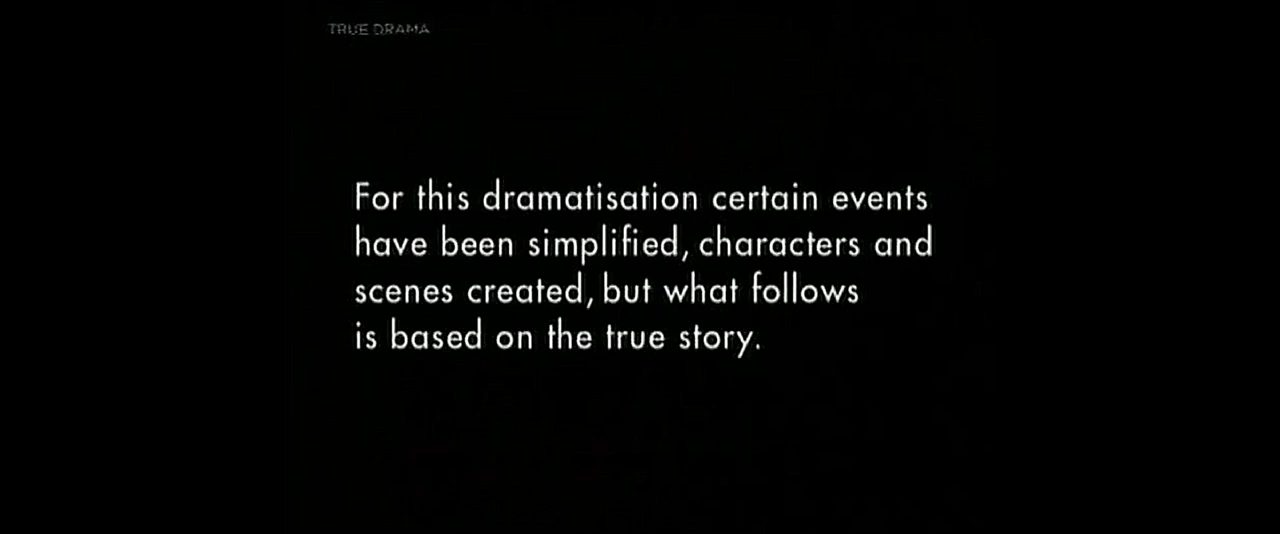 TRUE DRAMA
For this dramatisation certain events
have been simplified, characters and
scenes created, but what follows
is based on the true story.